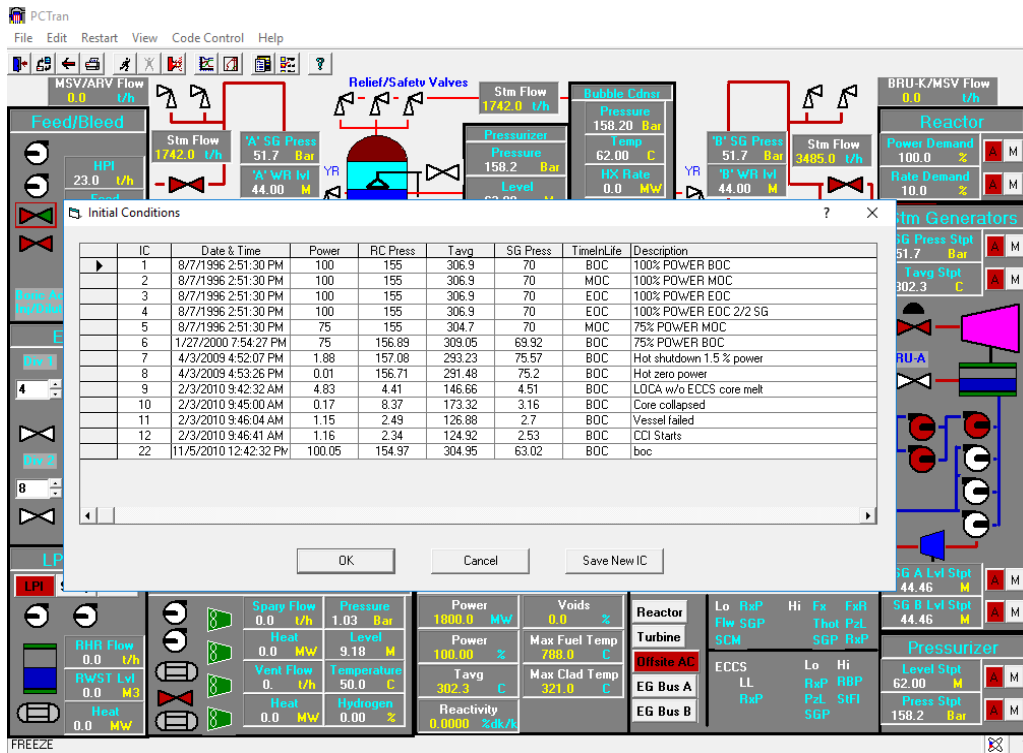 PCTran
File Edit Restart View Code Control Help
MSV/ARV Flow
0.0 t/h
Relief/Safety Valves
Stm Flow
1742.0 t/h
Bubble Cdnsr
Pressure
158.20 Bar
Temp
62.00 C
HX Rate
0.0 MW
BRU-K/MSV Flow
0.0 t/h
Feed/Bleed
HPI
23.0 t/h
Stm Flow
1742.0 t/h
'A' SG Press
51.7 Bar
'A' WR lvl
44.00 M
YR
Pressurizer
Pressure
158.2 Bar
Level
YR
'B' SG Press
51.7 Bar
'B' WR lvl
44.00 M
Stm Flow
3485.0 t/h
Reactor
Power Demand
100.0 % A M
Rate Demand
10.0 % A M
Initial Conditions ? X
IC Date & Time Power RC Press Tavg SG Press TimeInLife Description
1 8/7/1996 2:51:30 PM 100 155 306.9 70 BOC 100% POWER BOC
2 8/7/1996 2:51:30 PM 100 155 306.9 70 MOC 100% POWER MOC
3 8/7/1996 2:51:30 PM 100 155 306.9 70 EOC 100% POWER EOC
4 8/7/1996 2:51:30 PM 100 155 306.9 70 EOC 100% POWER EOC 2/2 SG
5 8/7/1996 2:51:30 PM 75 155 304.7 70 MOC 75% POWER MOC
6 1/27/2000 7:54:27 PM 75 156.89 309.05 69.92 BOC 75% POWER BOC
7 4/3/2009 4:52:07 PM 1.88 157.08 293.23 75.57 BOC Hot shutdown 1.5 % power
8 4/3/2009 4:53:26 PM 0.01 156.71 291.48 75.2 BOC Hot zero power
9 2/3/2010 9:42:32 AM 4.83 4.41 146.66 4.51 BOC LOCA w/o ECCS core melt
10 2/3/2010 9:45:00 AM 0.17 8.37 173.32 3.16 BOC Core collapsed
11 2/3/2010 9:46:04 AM 1.15 2.49 126.88 2.7 BOC Vessel failed
12 2/3/2010 9:46:41 AM 1.16 2.34 124.92 2.53 BOC CCI Starts
22 11/5/2010 12:42:32 PM 100.05 154.97 304.95 63.02 BOC boc
OK Cancel Save New IC
Div 1
4
Div 2
8
Stm Generators
SG Press Stpt
51.7 Bar A M
Tavg Stpt
302.3 C A M
RU-A
SG A Lvl Stpt
44.46 M A M
SG B Lvl Stpt
44.46 M A M
Pressurizer
Level Stpt
62.00 M A M
Press Stpt
158.2 Bar A M
LP
LPI
RHR Flow
0.0 t/h
RWST Lvl
0.0 M3
Heat
0.0 MW
Spary Flow
0.0 t/h
Pressure
1.03 Bar
Heat
0.0 MW
Level
9.18 M
Vent Flow
0. t/h
Temperature
50.0 C
Heat
0.0 MW
Hydrogen
0.00 %
Power
1800.0 MW
Voids
0.0 %
Power
100.00 %
Max Fuel Temp
788.0 C
Tavg
302.3 C
Max Clad Temp
321.0 C
Reactivity
0.0000 %dk/k
Reactor
Turbine
Offsite AC
EG Bus A
EG Bus B
Lo RxP Hi Fx FxR
Flw SGP Thot PzL
SCM SGP RxP
ECCS Lo Hi
LL RxP RBP
RxP PzL StFl
SGP
FREEZE